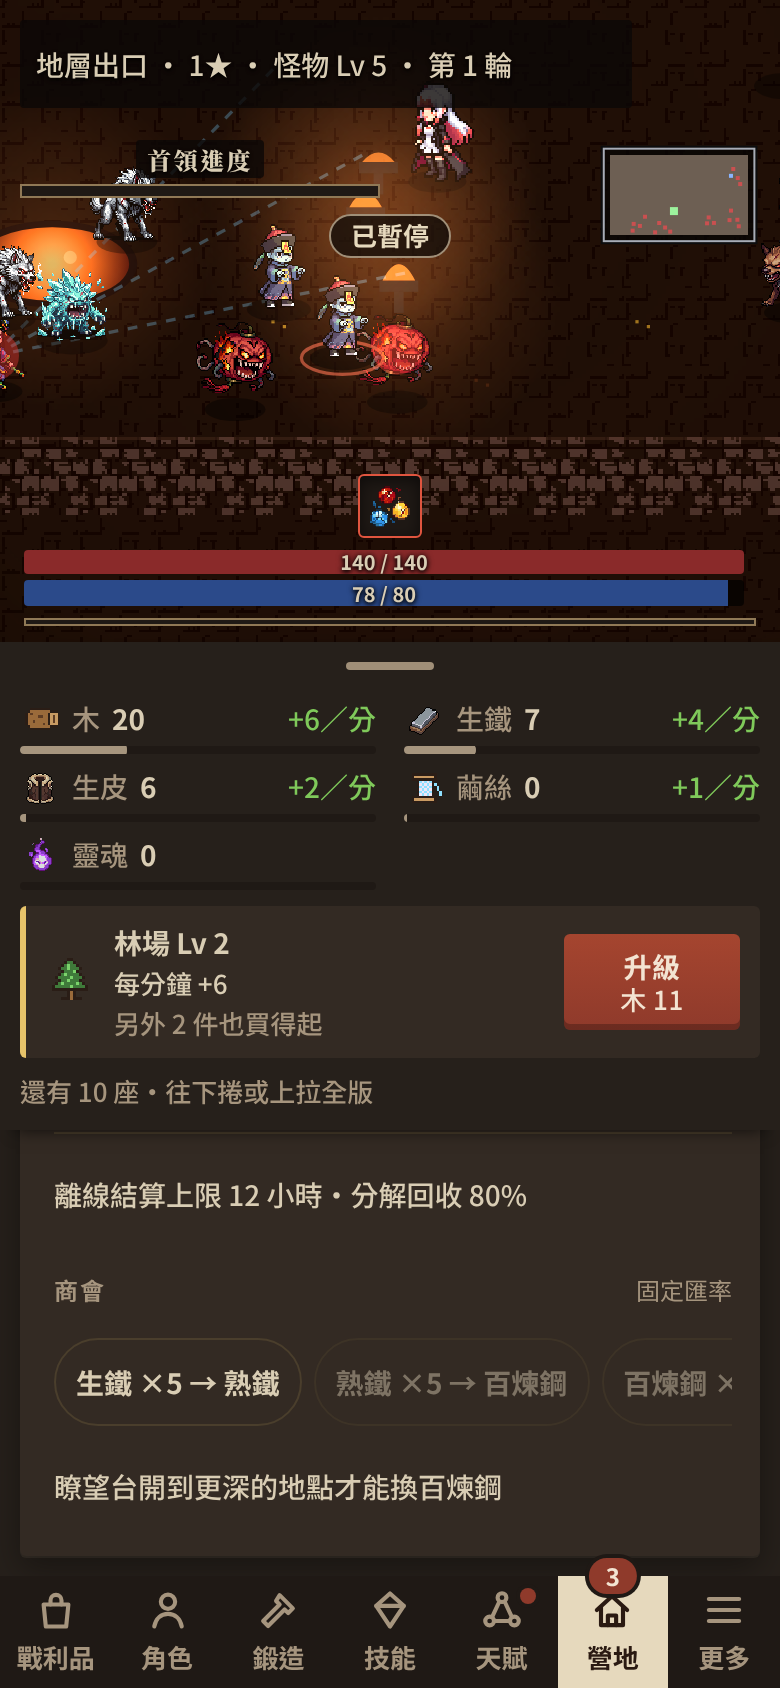 地層出口 · 1★ · 怪物 Lv 5 · 第 1 輪
首領進度
已暫停
140 / 140
78 / 80
木 20 +6／分
生鐵 7 +4／分
生皮 6 +2／分
繭絲 0 +1／分
靈魂 0
林場 Lv 2
每分鐘 +6
另外 2 件也買得起
升級
木 11
還有 10 座·往下捲或上拉全版
離線結算上限 12 小時·分解回收 80%
商會 固定匯率
生鐵 ×5 → 熟鐵
熟鐵 ×5 → 百煉鋼
百煉鋼 ×
瞭望台開到更深的地點才能換百煉鋼
3
戰利品 角色 鍛造 技能 天賦 營地 更多